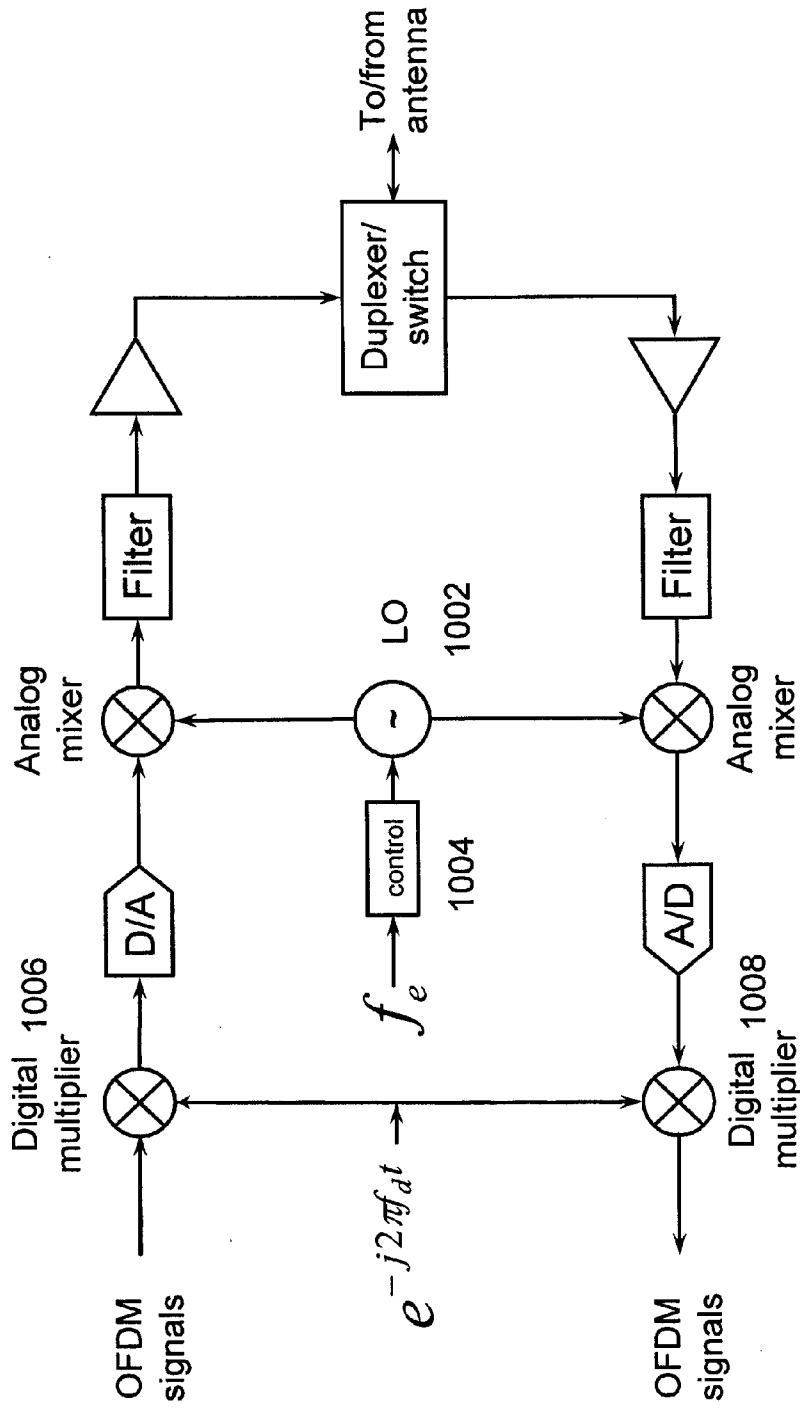 OFDM
signals
Digital 1006
multiplier
D/A
Analog
mixer
Filter
Duplexer/
switch
To/from
antenna
e^{-j2πf_d t}
f_e
control
1004
~
LO
1002
OFDM
signals
Digital 1008
multiplier
A/D
Analog
mixer
Filter